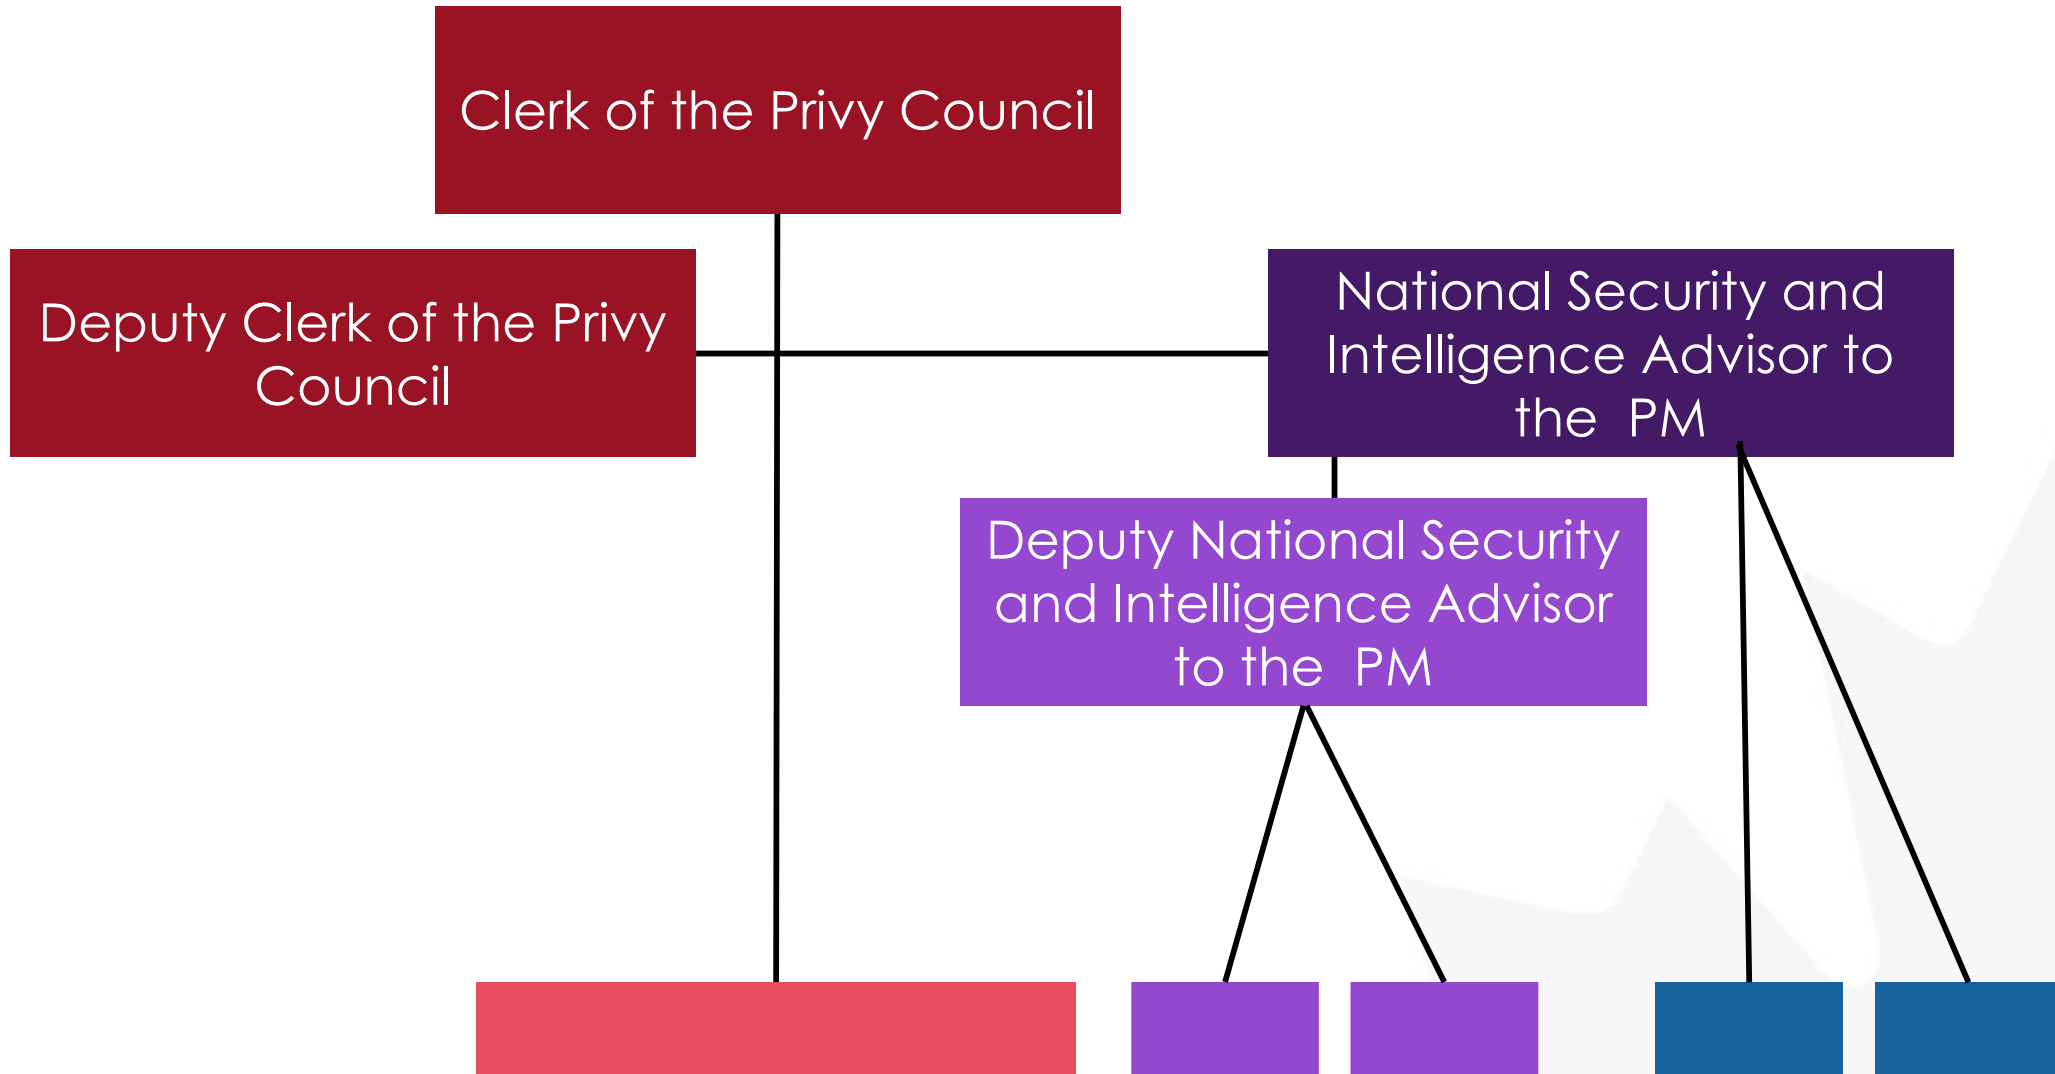 Clerk of the Privy Council
Deputy Clerk of the Privy
Council
National Security and
Intelligence Advisor to
the  PM
Deputy National Security
and Intelligence Advisor
to the  PM